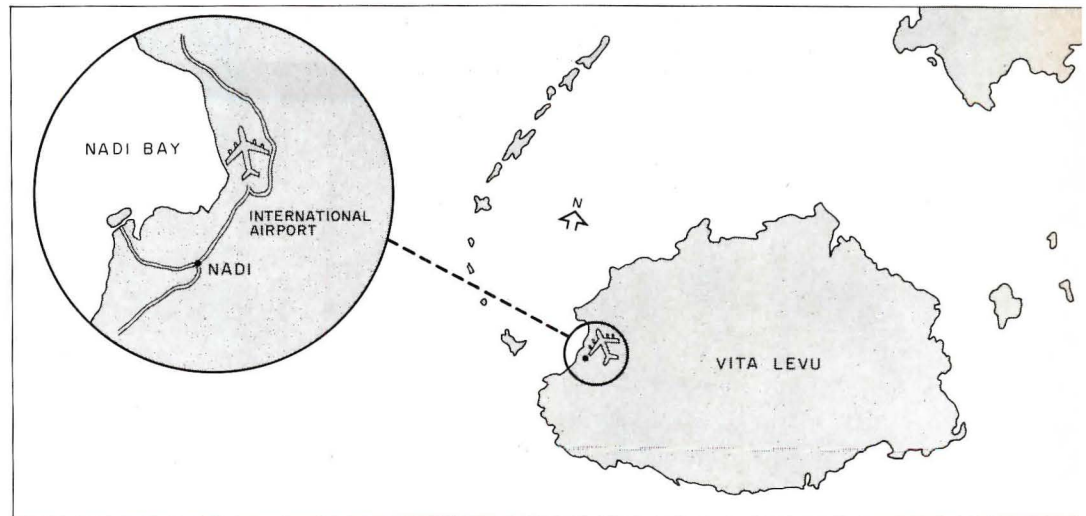 NADI BAY
INTERNATIONAL
AIRPORT
NADI
N
VITA LEVU